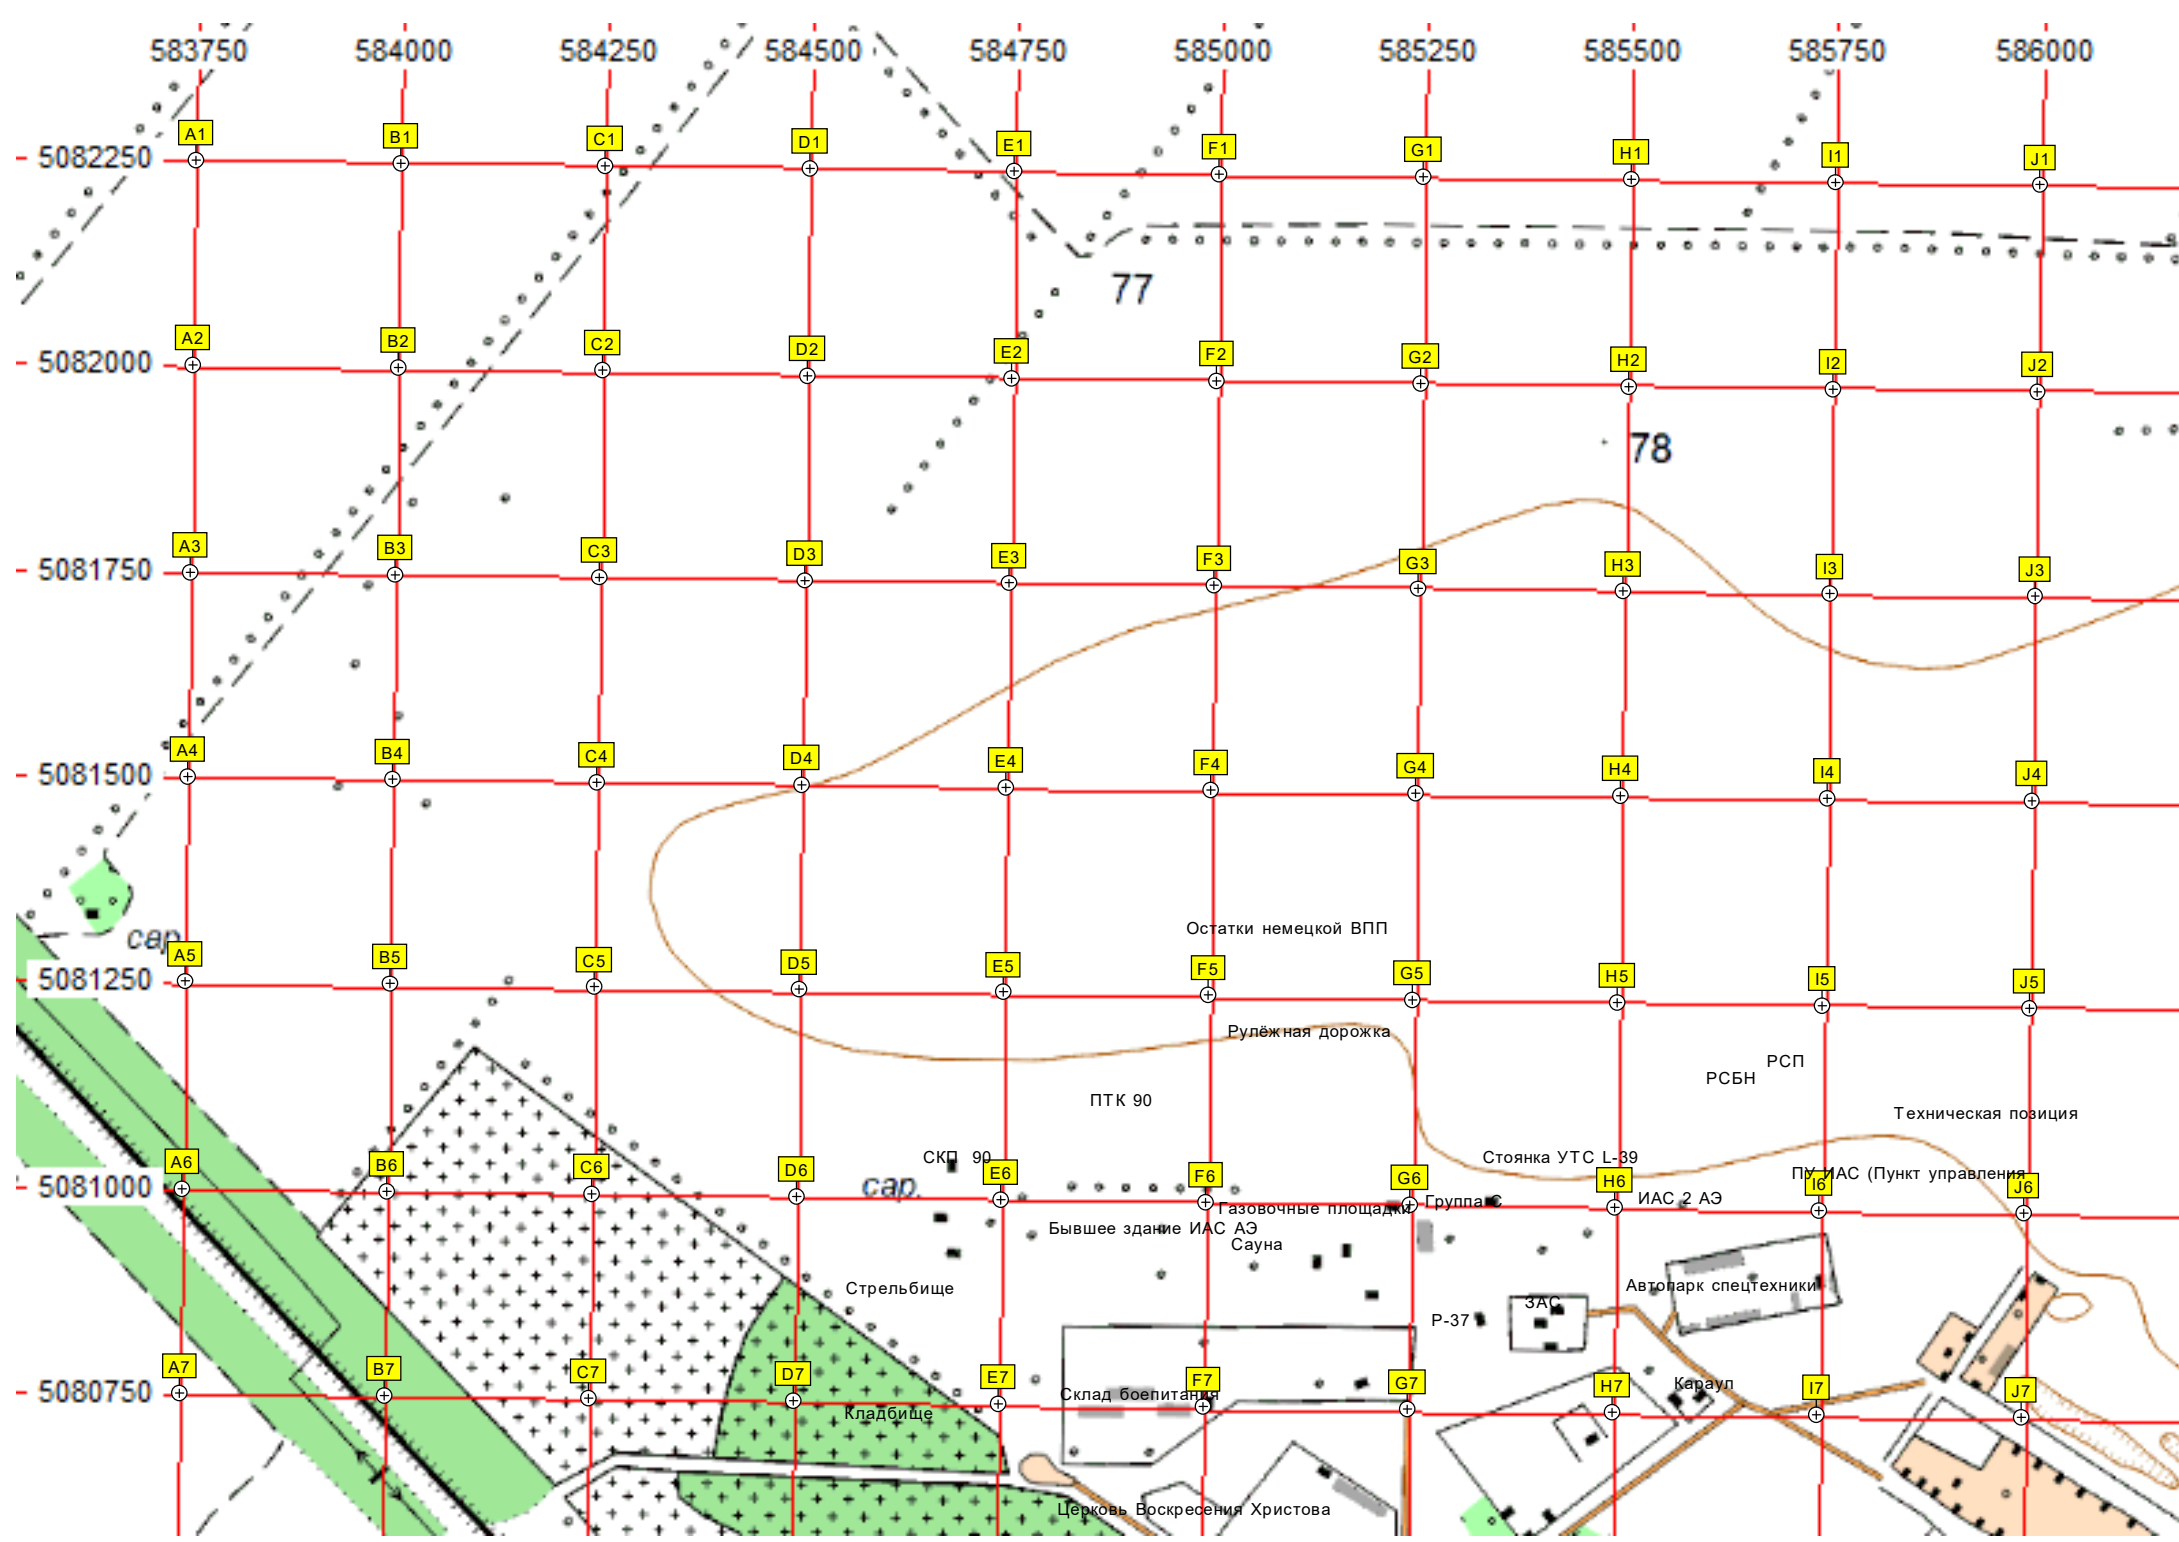 583750 584000 584250 584500 584750 585000 585250 585500 585750 586000
A1 B1 C1 D1 E1 F1 G1 H1 I1 J1
5082250
77
A2 B2 C2 D2 E2 F2 G2 H2 I2 J2
5082000
78
A3 B3 C3 D3 E3 F3 G3 H3 I3 J3
5081750
A4 B4 C4 D4 E4 F4 G4 H4 I4 J4
5081500
сар.
Остатки немецкой ВПП
A5 B5 C5 D5 E5 F5 G5 H5 I5 J5
5081250
Рулёжная дорожка
РСП
РСБН
ПТК 90
Техническая позиция
СКП 90
Стоянка УТС L-39
A6 B6 C6 D6 E6 F6 G6 H6 I6 J6
ПУ ИАС (Пункт управления
5081000
сар.
Группа С
ИАС 2 АЭ
Газовочные площадки
Бывшее здание ИАС АЭ
Сауна
Стрельбище
Автопарк спецтехники
ЗАС
Р-37
A7 B7 C7 D7 E7 F7 G7 H7 I7 J7
5080750
Склад боепитания
Караул
Кладбище
Церковь Воскресения Христова